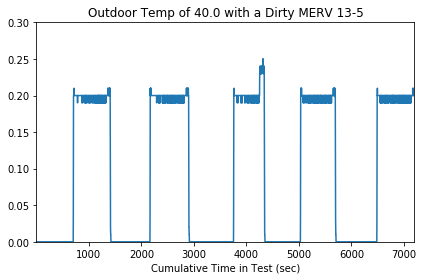 Outdoor Temp of 40.0 with a Dirty MERV 13-5
0.30
0.25
0.20
0.15
0.10
0.05
0.00
1000 2000 3000 4000 5000 6000 7000
Cumulative Time in Test (sec)